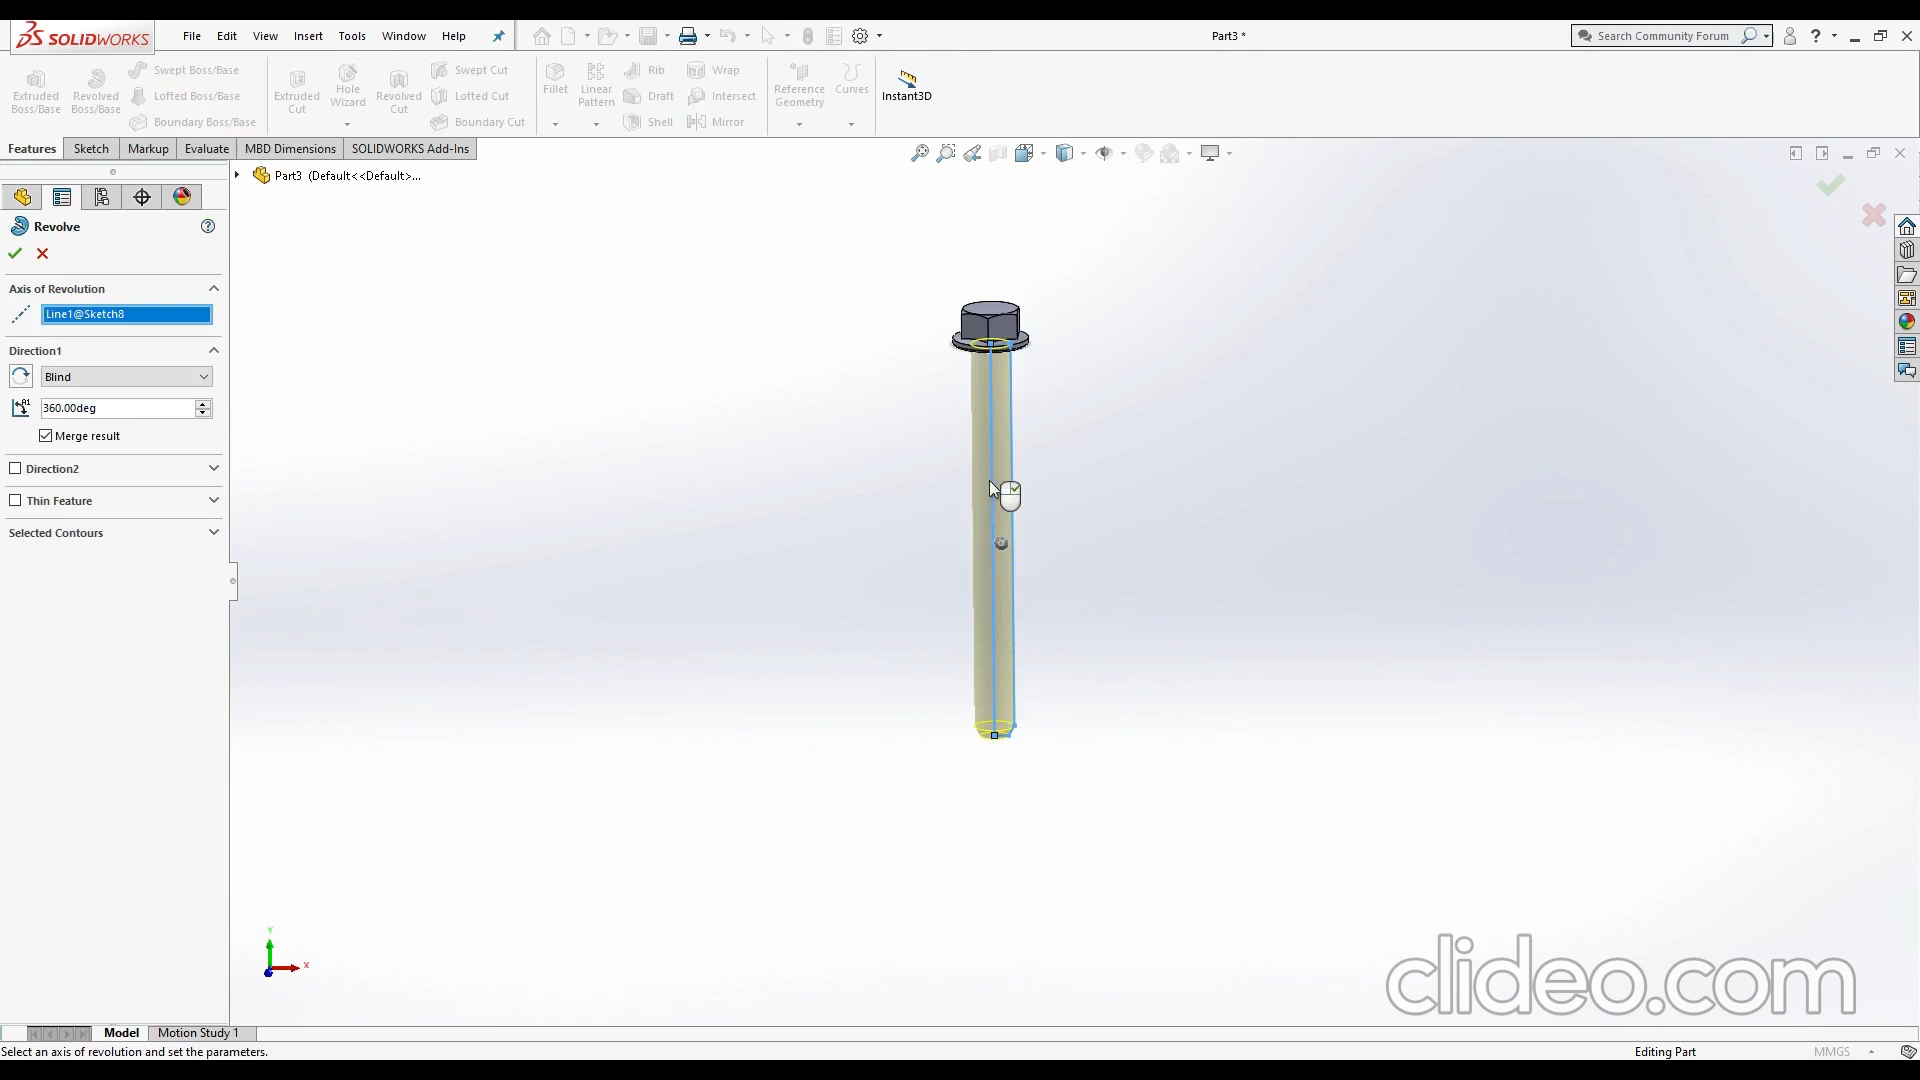 SOLIDWORKS
File Edit View Insert Tools Window Help
Part3 *
Search Community Forum
Extruded Boss/Base
Revolved Boss/Base
Swept Boss/Base
Lofted Boss/Base
Boundary Boss/Base
Extruded Cut
Hole Wizard
Revolved Cut
Swept Cut
Lofted Cut
Boundary Cut
Fillet
Linear Pattern
Rib
Draft
Shell
Wrap
Intersect
Mirror
Reference Geometry
Curves
Instant3D
Features Sketch Markup Evaluate MBD Dimensions SOLIDWORKS Add-Ins
Part3 (Default<<Default>...
Revolve
Axis of Revolution
Line1@Sketch8
Direction1
Blind
360.00deg
Merge result
Direction2
Thin Feature
Selected Contours
Y
X
clideo.com
Model Motion Study 1
Select an axis of revolution and set the parameters.
Editing Part
MMGS